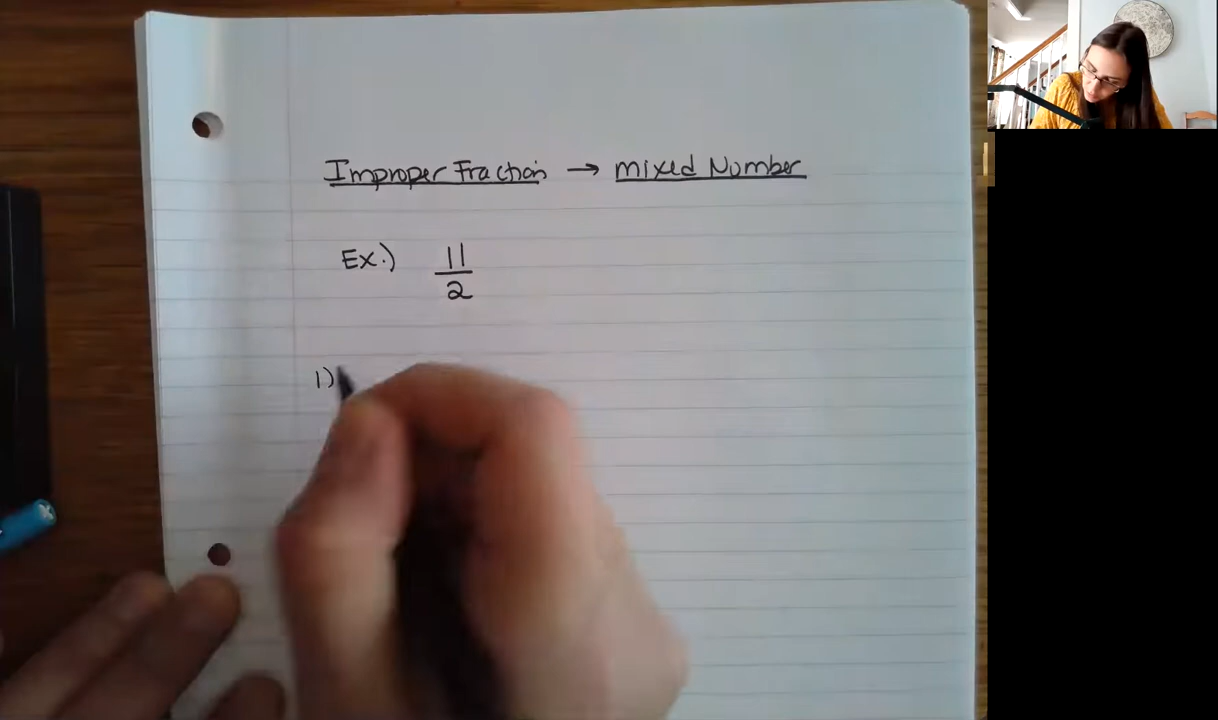 Improper Fraction → mixed Number
Ex.) 11/2
1)